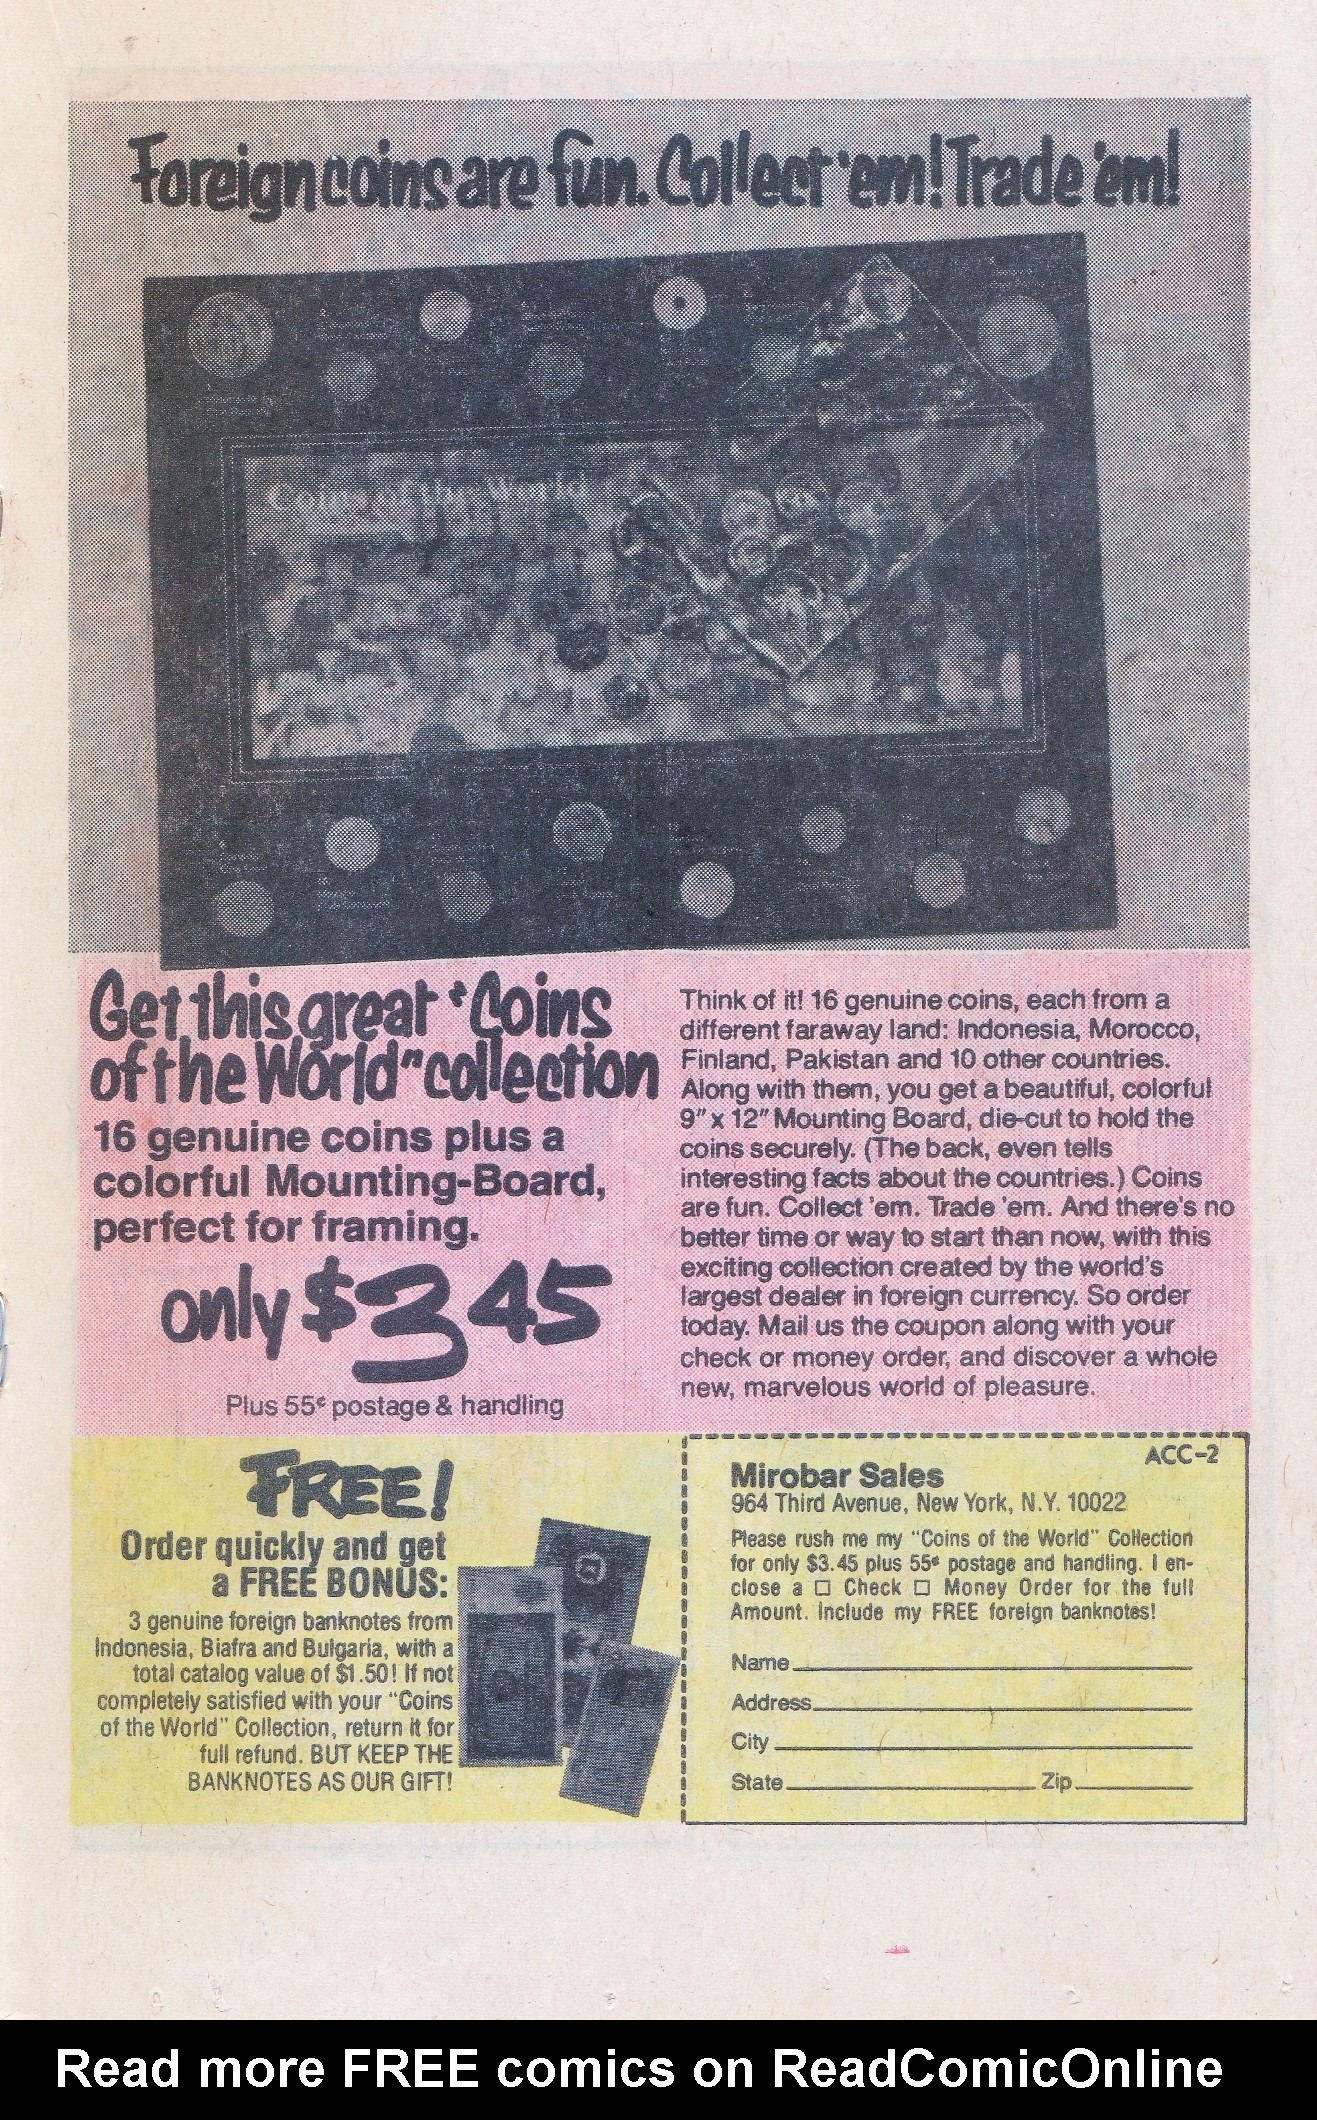 Foreign coins are fun. Collect 'em! Trade 'em!
Coins of the World
Get this great "Coins
of the World" collection
16 genuine coins plus a
colorful Mounting-Board,
perfect for framing.
only $3.45
Plus 55¢ postage & handling
Think of it! 16 genuine coins, each from a
different faraway land: Indonesia, Morocco,
Finland, Pakistan and 10 other countries.
Along with them, you get a beautiful, colorful
9" x 12" Mounting Board, die-cut to hold the
coins securely. (The back, even tells
interesting facts about the countries.) Coins
are fun. Collect 'em. Trade 'em. And there's no
better time or way to start than now, with this
exciting collection created by the world's
largest dealer in foreign currency. So order
today. Mail us the coupon along with your
check or money order, and discover a whole
new, marvelous world of pleasure.
FREE!
Order quickly and get
a FREE BONUS:
3 genuine foreign banknotes from
Indonesia, Biafra and Bulgaria, with a
total catalog value of $1.50! If not
completely satisfied with your "Coins
of the World" Collection, return it for
full refund. BUT KEEP THE
BANKNOTES AS OUR GIFT!
ACC-2
Mirobar Sales
964 Third Avenue, New York, N.Y. 10022
Please rush me my "Coins of the World" Collection
for only $3.45 plus 55¢ postage and handling. I en-
close a ☐ Check ☐ Money Order for the full
Amount. Include my FREE foreign banknotes!
Name
Address
City
State Zip
Read more FREE comics on ReadComicOnline